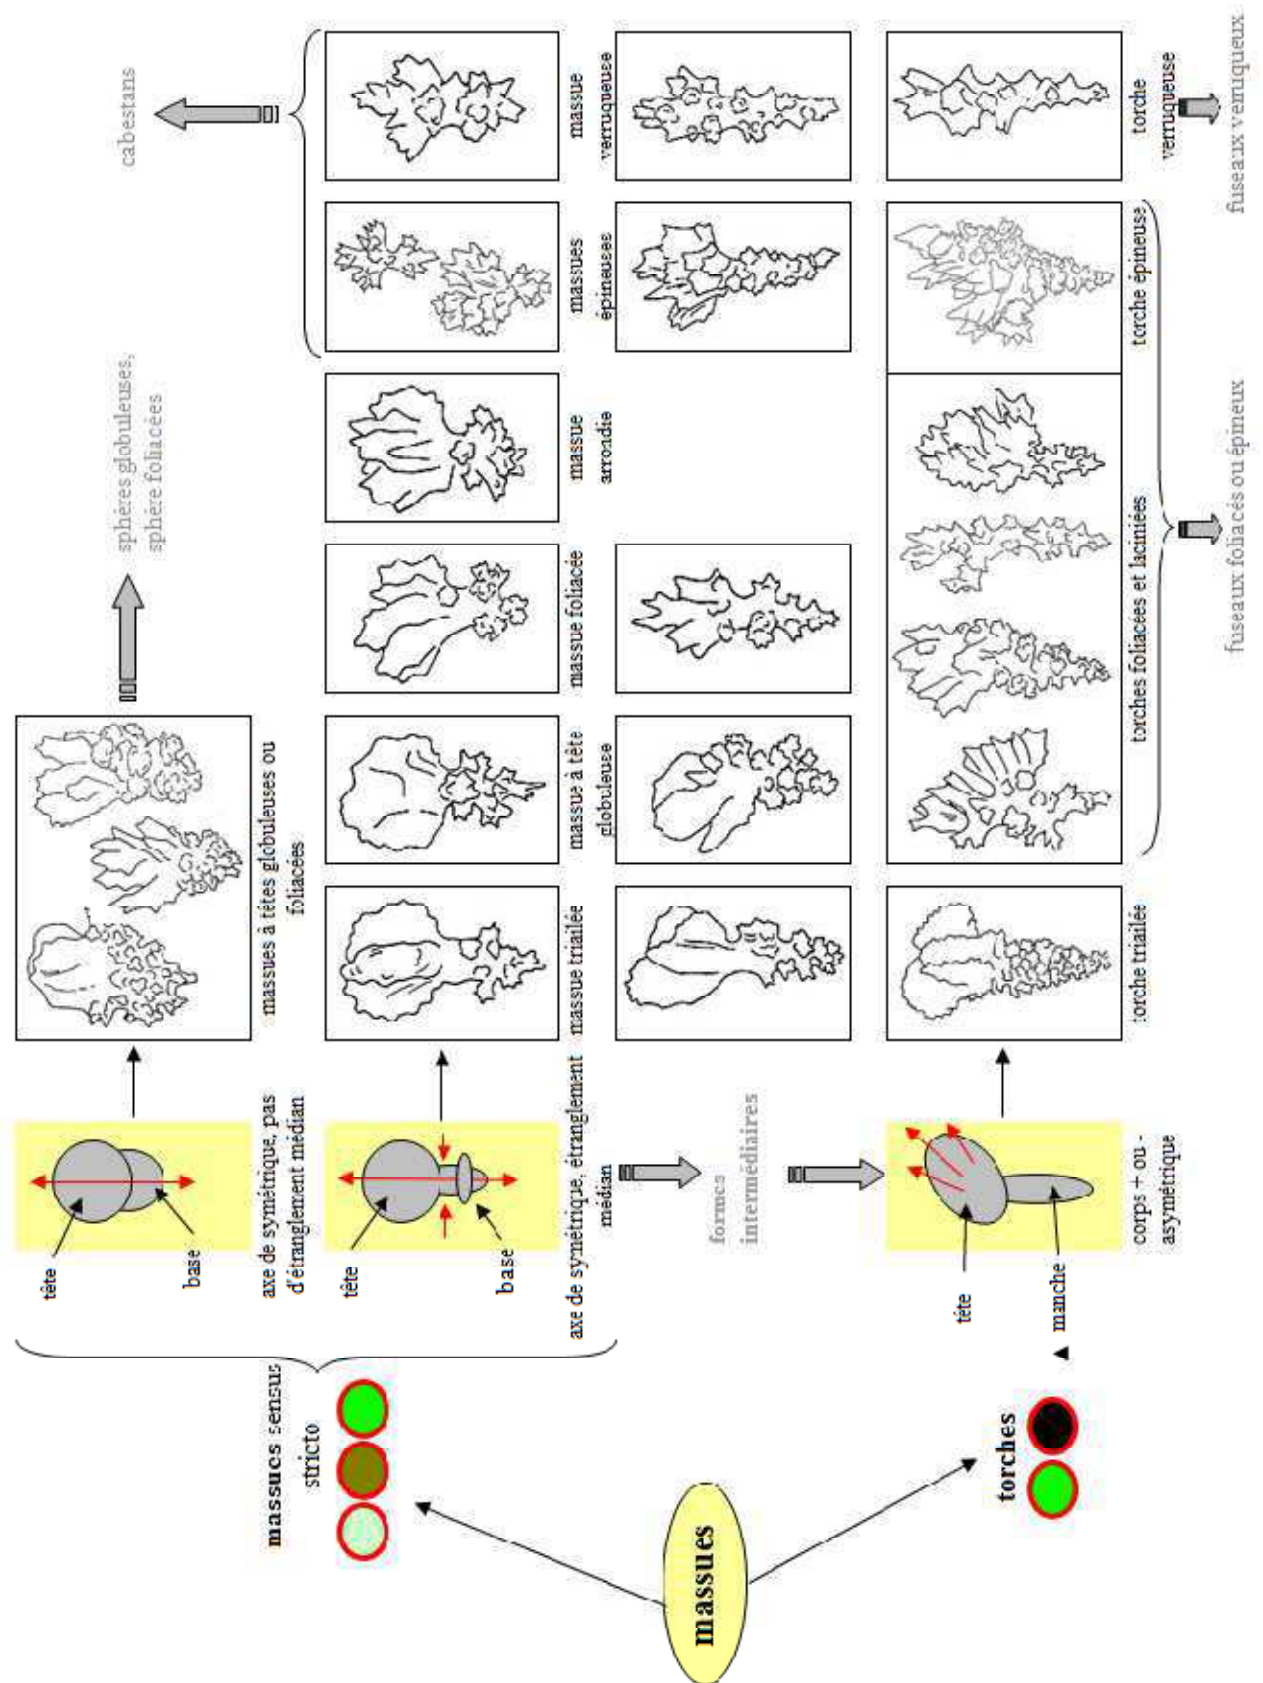 massues
massues sensus
stricto
torches
tête
base
axe de symétrique, pas
d'étranglement médian
massues à têtes globuleuses ou
foliacées
sphères globuleuses,
sphère foliacées
cabestans
tête
base
axe de symétrique, étranglement
médian
massue triailée
massue à tête
globuleuse
massue foliacée
massue
arrondie
massues
épineuses
massue
verruqueuse
formes
intermédiaires
tête
manche
corps + ou -
asymétrique
torche triailée
torches foliacées et laciniées
torche épineuse
torche
verruqueuse
fuseaux foliacés ou épineux
fuseaux verruqueux